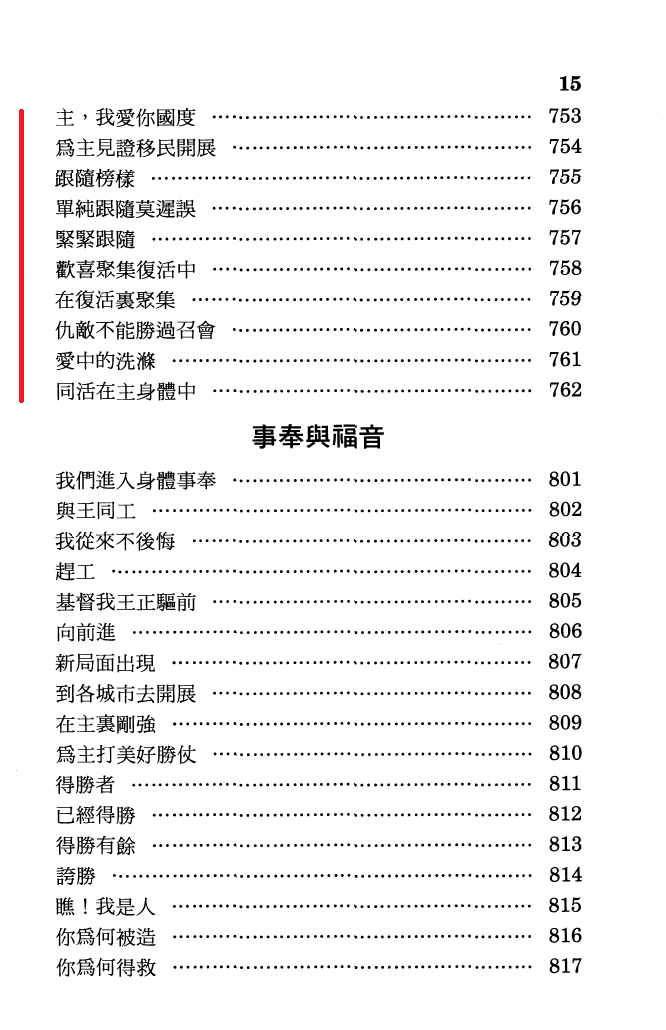 15
主，我愛你國度 ………………………………………… 753
爲主見證移民開展 ……………………………………… 754
跟隨榜樣 ………………………………………………… 755
單純跟隨莫遲誤 ………………………………………… 756
緊緊跟隨 ………………………………………………… 757
歡喜聚集復活中 ………………………………………… 758
在復活裏聚集 …………………………………………… 759
仇敵不能勝過召會 ……………………………………… 760
愛中的洗滌 ……………………………………………… 761
同活在主身體中 ………………………………………… 762
事奉與福音
我們進入身體事奉 ……………………………………… 801
與王同工 ………………………………………………… 802
我從來不後悔 …………………………………………… 803
趕工 ……………………………………………………… 804
基督我王正驅前 ………………………………………… 805
向前進 …………………………………………………… 806
新局面出現 ……………………………………………… 807
到各城市去開展 ………………………………………… 808
在主裏剛強 ……………………………………………… 809
爲主打美好勝仗 ………………………………………… 810
得勝者 …………………………………………………… 811
已經得勝 ………………………………………………… 812
得勝有餘 ………………………………………………… 813
誇勝 ……………………………………………………… 814
瞧！我是人 ……………………………………………… 815
你爲何被造 ……………………………………………… 816
你爲何得救 ……………………………………………… 817